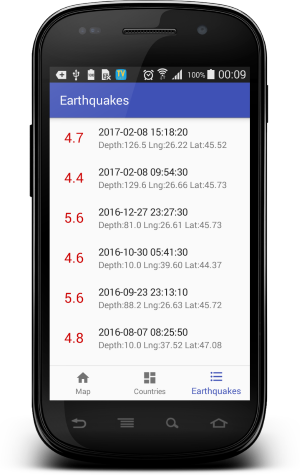 TV
100%
00:09
Earthquakes
4.7
2017-02-08 15:18:20
Depth:126.5 Lng:26.22 Lat:45.52
4.4
2017-02-08 09:54:30
Depth:129.6 Lng:26.66 Lat:45.73
5.6
2016-12-27 23:27:30
Depth:81.0 Lng:26.61 Lat:45.73
4.6
2016-10-30 05:41:30
Depth:10.0 Lng:39.60 Lat:44.37
5.6
2016-09-23 23:13:10
Depth:88.2 Lng:26.63 Lat:45.72
4.8
2016-08-07 08:25:50
Depth:10.0 Lng:37.52 Lat:47.08
Map
Countries
Earthquakes